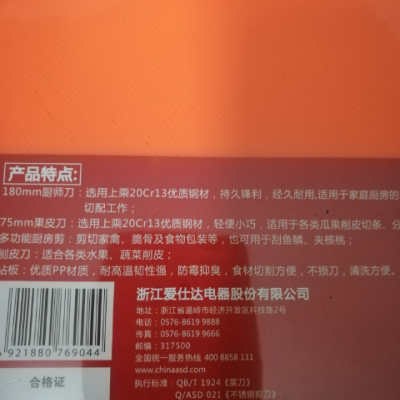 产品特点：
180mm厨师刀：选用上乘20Cr13优质钢材，持久锋利，经久耐用,适用于家庭厨房的
切配工作；
75mm果皮刀：选用上乘20Cr13优质钢材，轻便小巧，适用于各类瓜果削皮切条、分
多功能厨房剪：剪切家禽、脆骨及食物包装等，也可用于刮鱼鳞、夹核桃
刨皮刀：适合各类水果、蔬菜削皮；
砧板：优质PP材质，耐高温韧性强，防霉抑臭，食材切割方便，不损刀，清洗方便。
浙江爱仕达电器股份有限公司
地址：浙江省温岭市经济开发区科技路2号
电话：0576-8619 9888
传真：0576-8619 9000
邮编：317500
全国统一服务热线 400 8858 111
网址：www.chinaasd.com
执行标准：QB/T 1924《菜刀》
Q/ASD 021《不锈钢剪刀》
921880 769044
合格证